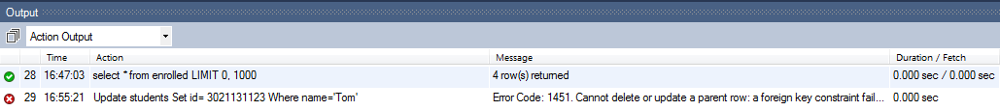 Output
Action Output
Time Action Message Duration / Fetch
28 16:47:03 select * from enrolled LIMIT 0, 1000 4 row(s) returned 0.000 sec / 0.000 sec
29 16:55:21 Update students Set id= 3021131123 Where name='Tom' Error Code: 1451. Cannot delete or update a parent row: a foreign key constraint fail... 0.000 sec